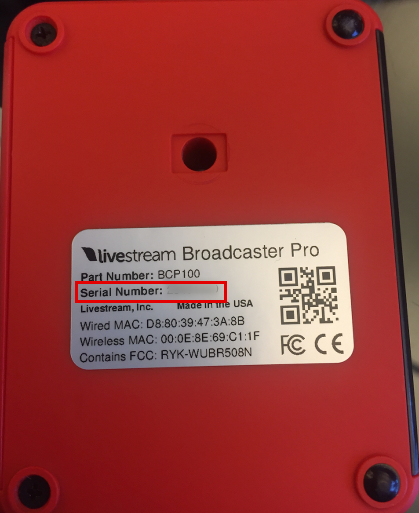 livestream Broadcaster Pro
Part Number: BCP100
Serial Number:
Livestream, Inc. Made in the USA
Wired MAC: D8:80:39:47:3A:8B
Wireless MAC: 00:0E:8E:69:C1:1F
Contains FCC: RYK-WUBR508N
FC CE